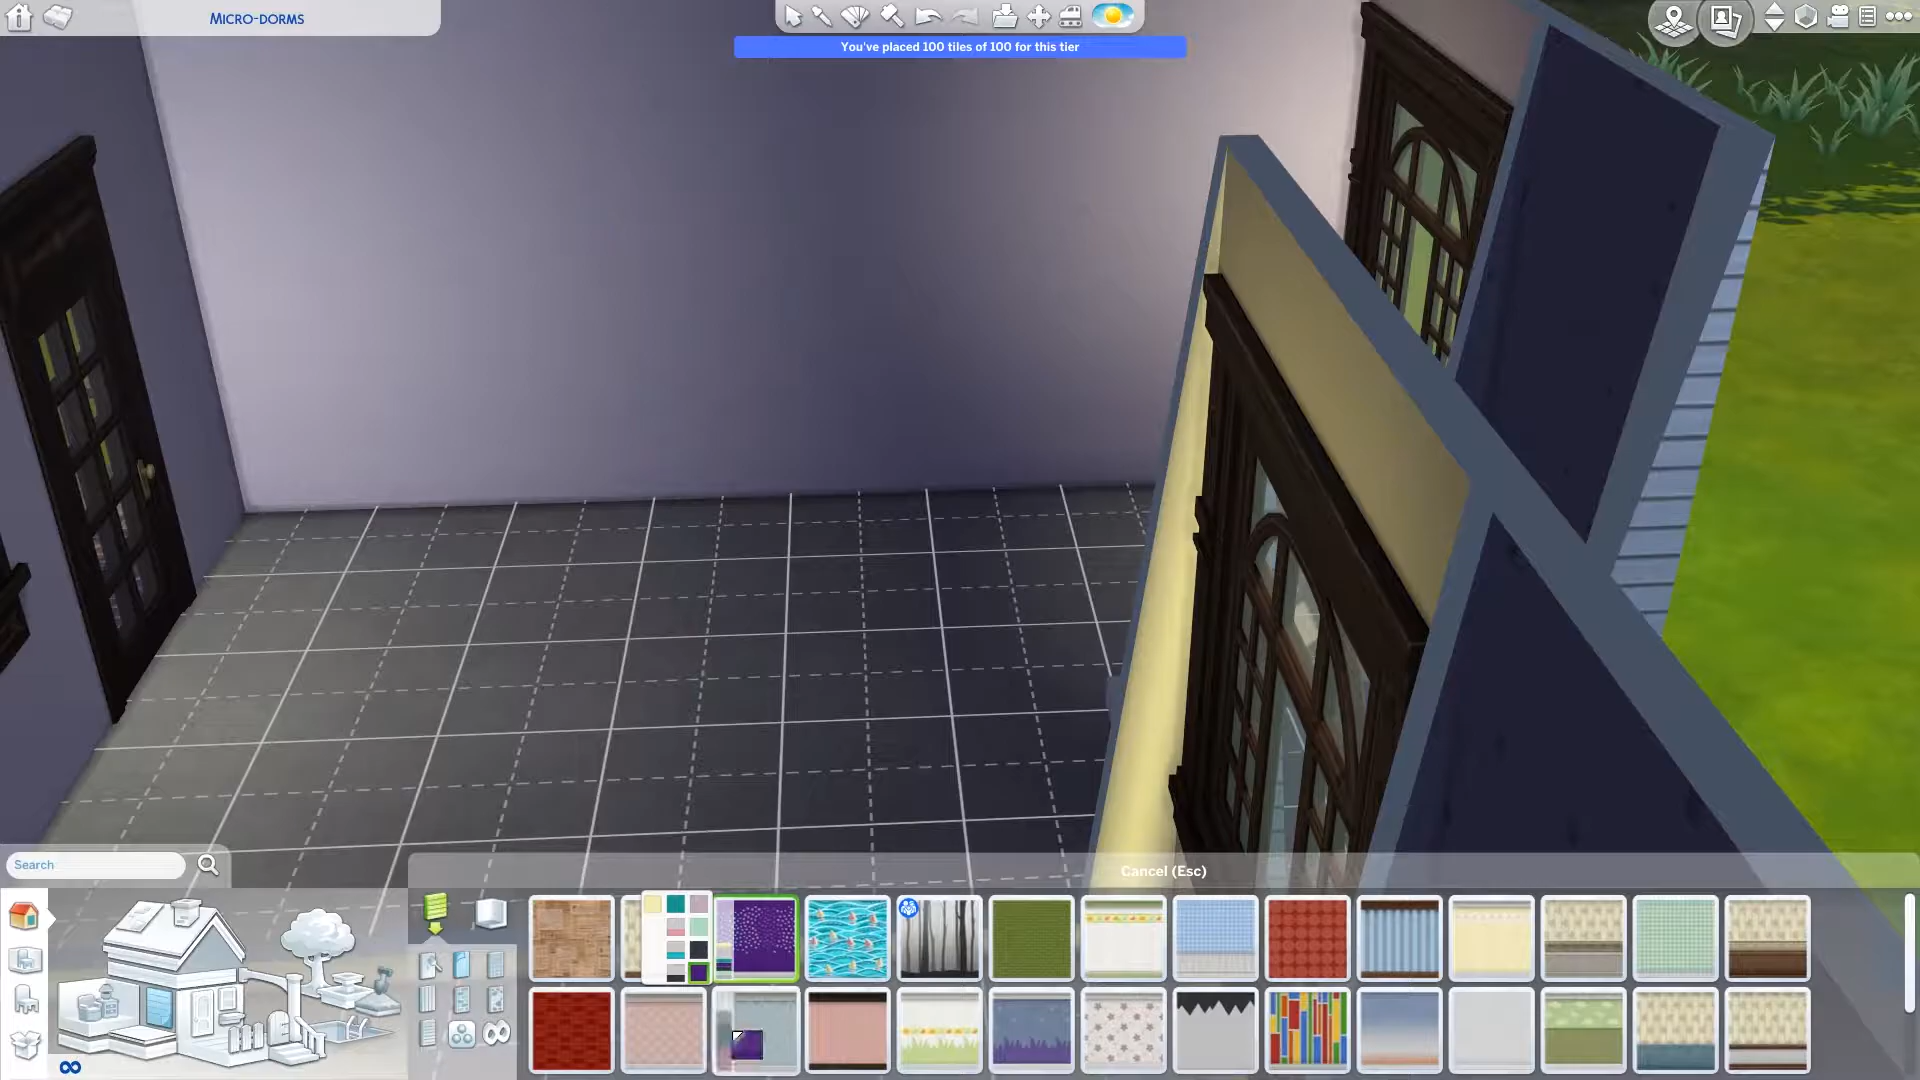 Micro-dorms
You've placed 100 tiles of 100 for this tier
Search
Cancel (Esc)